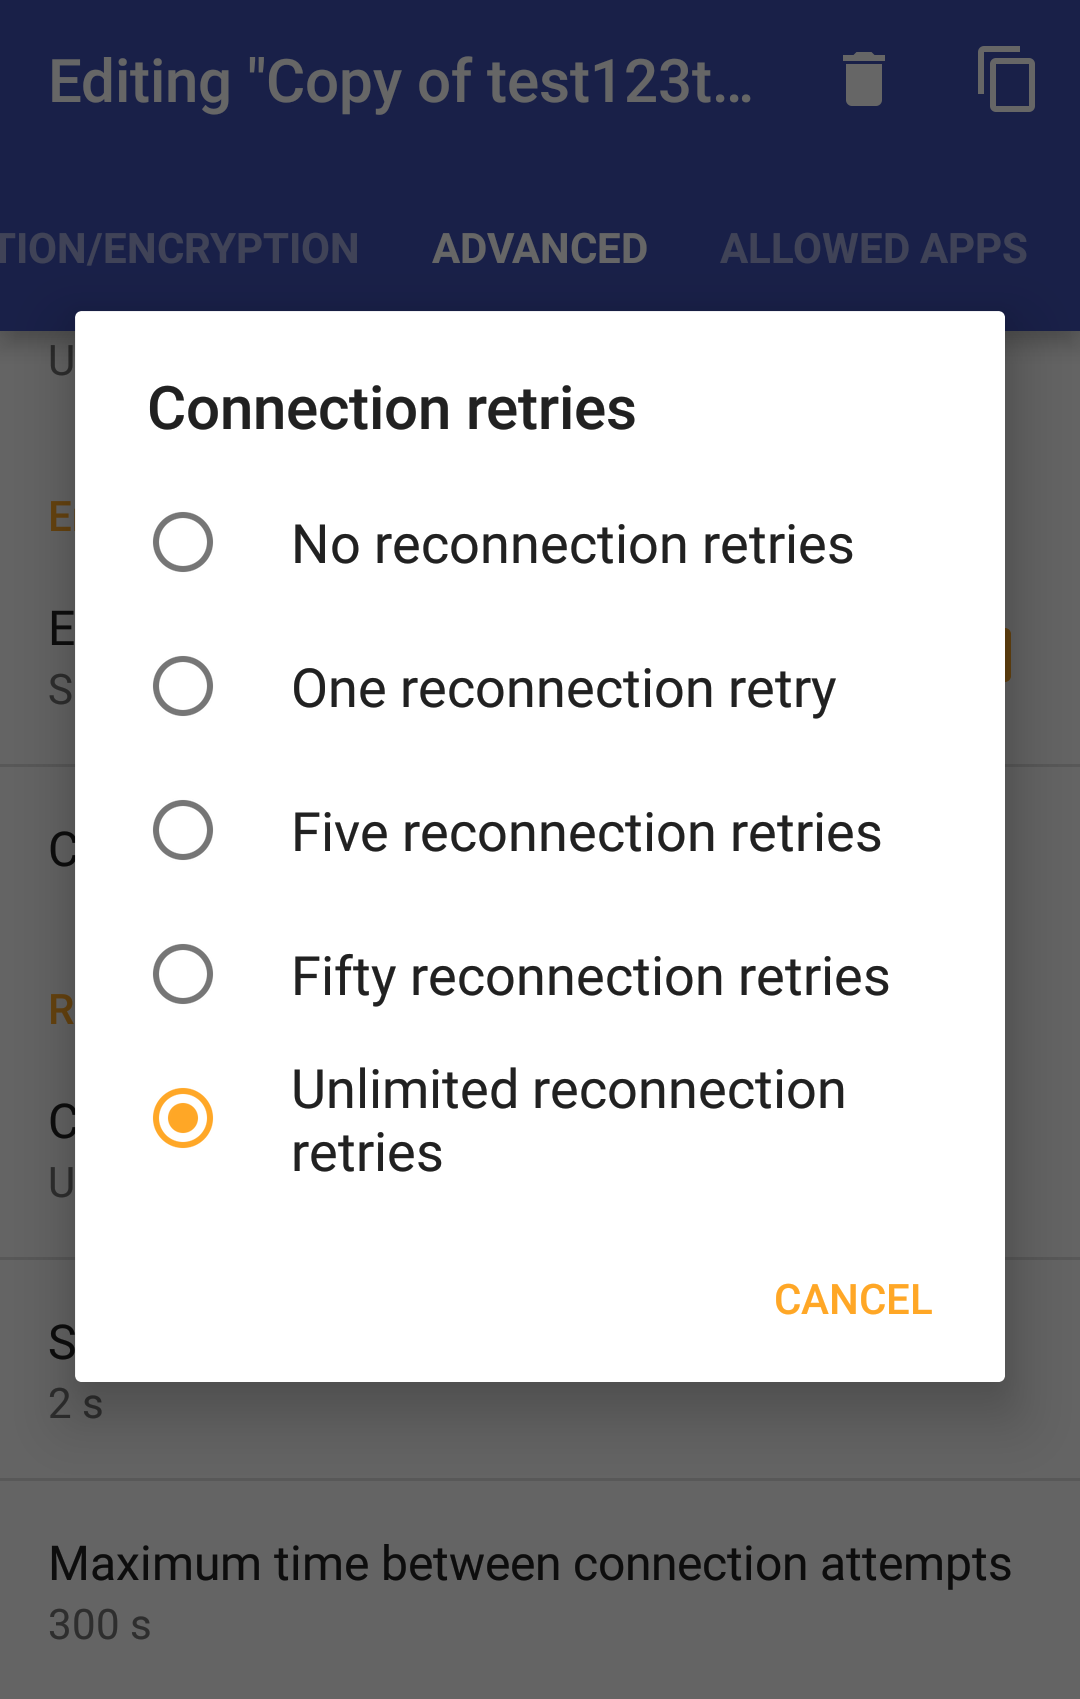 Editing "Copy of test123t...
TION/ENCRYPTION ADVANCED ALLOWED APPS
U
Connection retries
E
No reconnection retries
E
S
One reconnection retry
C
Five reconnection retries
R
Fifty reconnection retries
C
Unlimited reconnection
retries
U
CANCEL
S
2 s
Maximum time between connection attempts
300 s